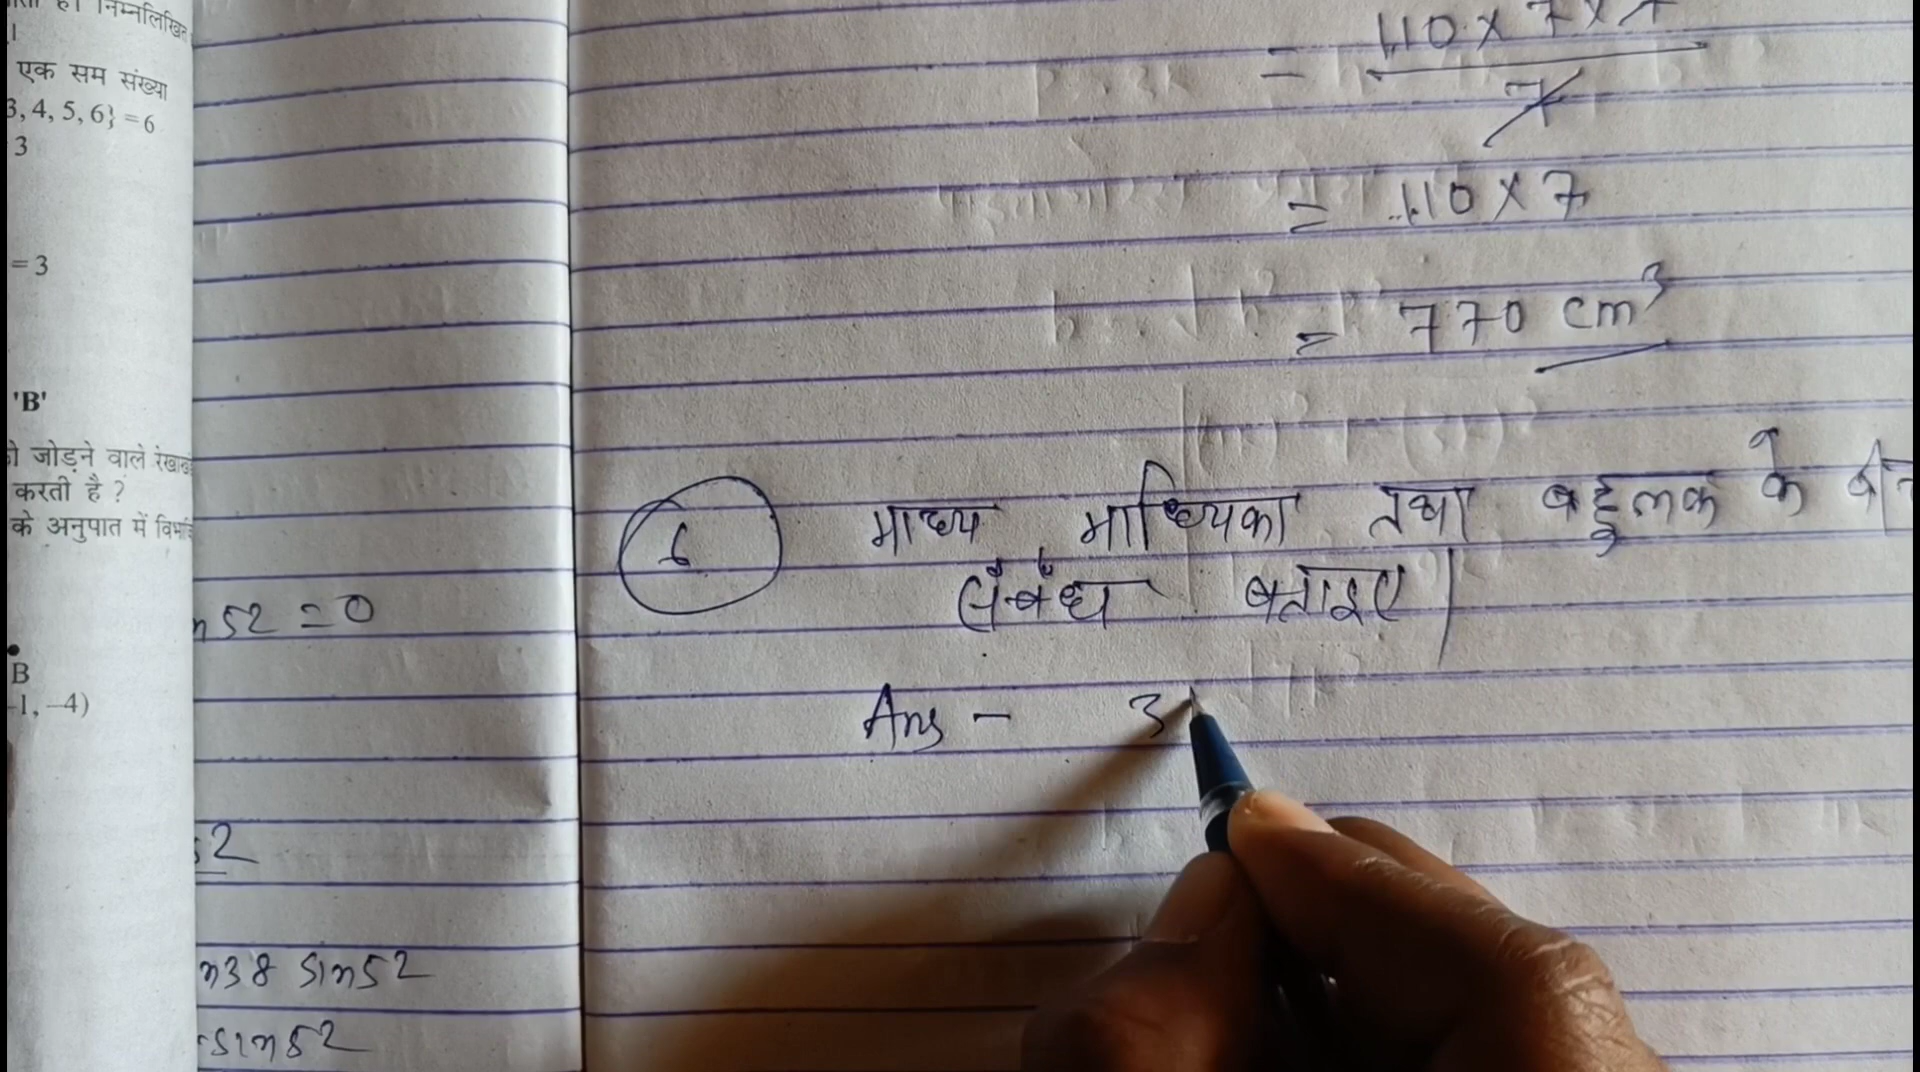 निम्नलिखित
एक सम संख्या
3, 4, 5, 6} = 6
3
= 3
'B'
जोड़ने वाले
करती है ?
के अनुपात में
B
-1, -4)
n52 = 0
52
n38 sin52
sin52
= 110 x 7 x 7
7
= 110 x 7
= 770 cm³
6 माध्य माध्यिका तथा बहुलक के
संबंध बताइए।
Ans - 3